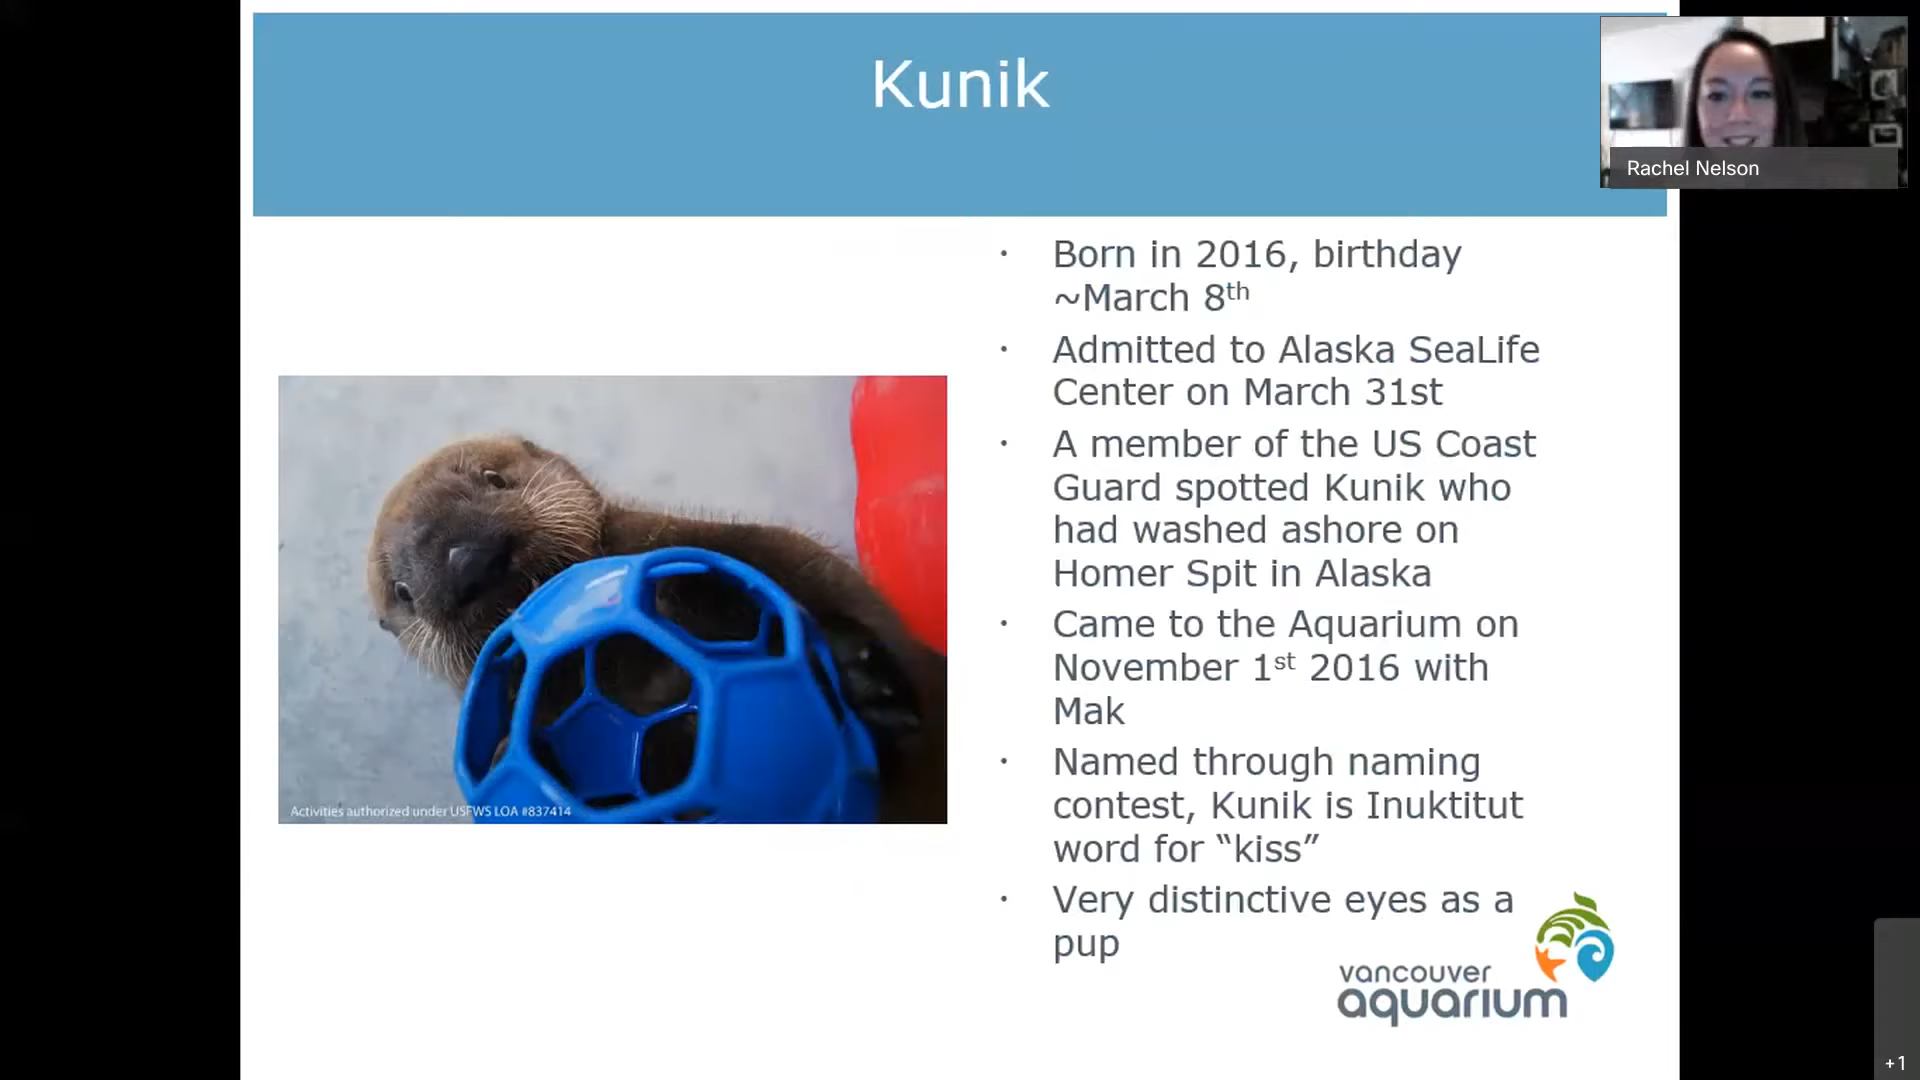 Kunik
Rachel Nelson
· Born in 2016, birthday
~March 8th
· Admitted to Alaska SeaLife
Center on March 31st
· A member of the US Coast
Guard spotted Kunik who
had washed ashore on
Homer Spit in Alaska
· Came to the Aquarium on
November 1st 2016 with
Mak
· Named through naming
contest, Kunik is Inuktitut
word for “kiss”
· Very distinctive eyes as a
pup
Activities authorized under USFWS LOA #837414
vancouver
aquarium
+1